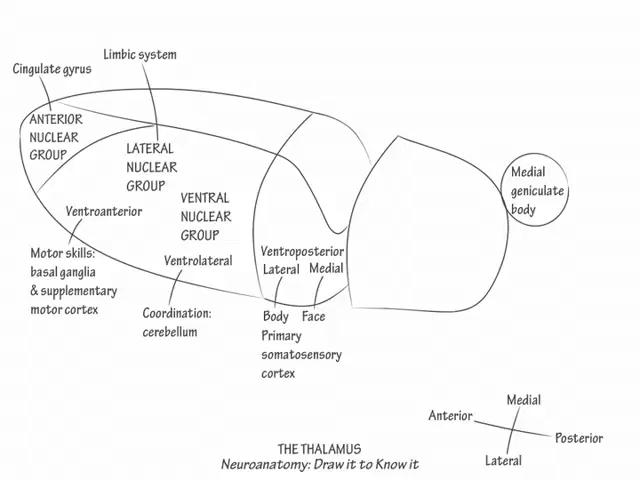 Limbic system
Cingulate gyrus
ANTERIOR
NUCLEAR
GROUP
LATERAL
NUCLEAR
GROUP
Medial
geniculate
body
VENTRAL
NUCLEAR
GROUP
Ventroanterior
Motor skills:
basal ganglia
& supplementary
motor cortex
Ventrolateral
Coordination:
cerebellum
Ventroposterior
Lateral Medial
Body Face
Primary
somatosensory
cortex
Medial
Anterior
Posterior
Lateral
THE THALAMUS
Neuroanatomy: Draw it to Know it